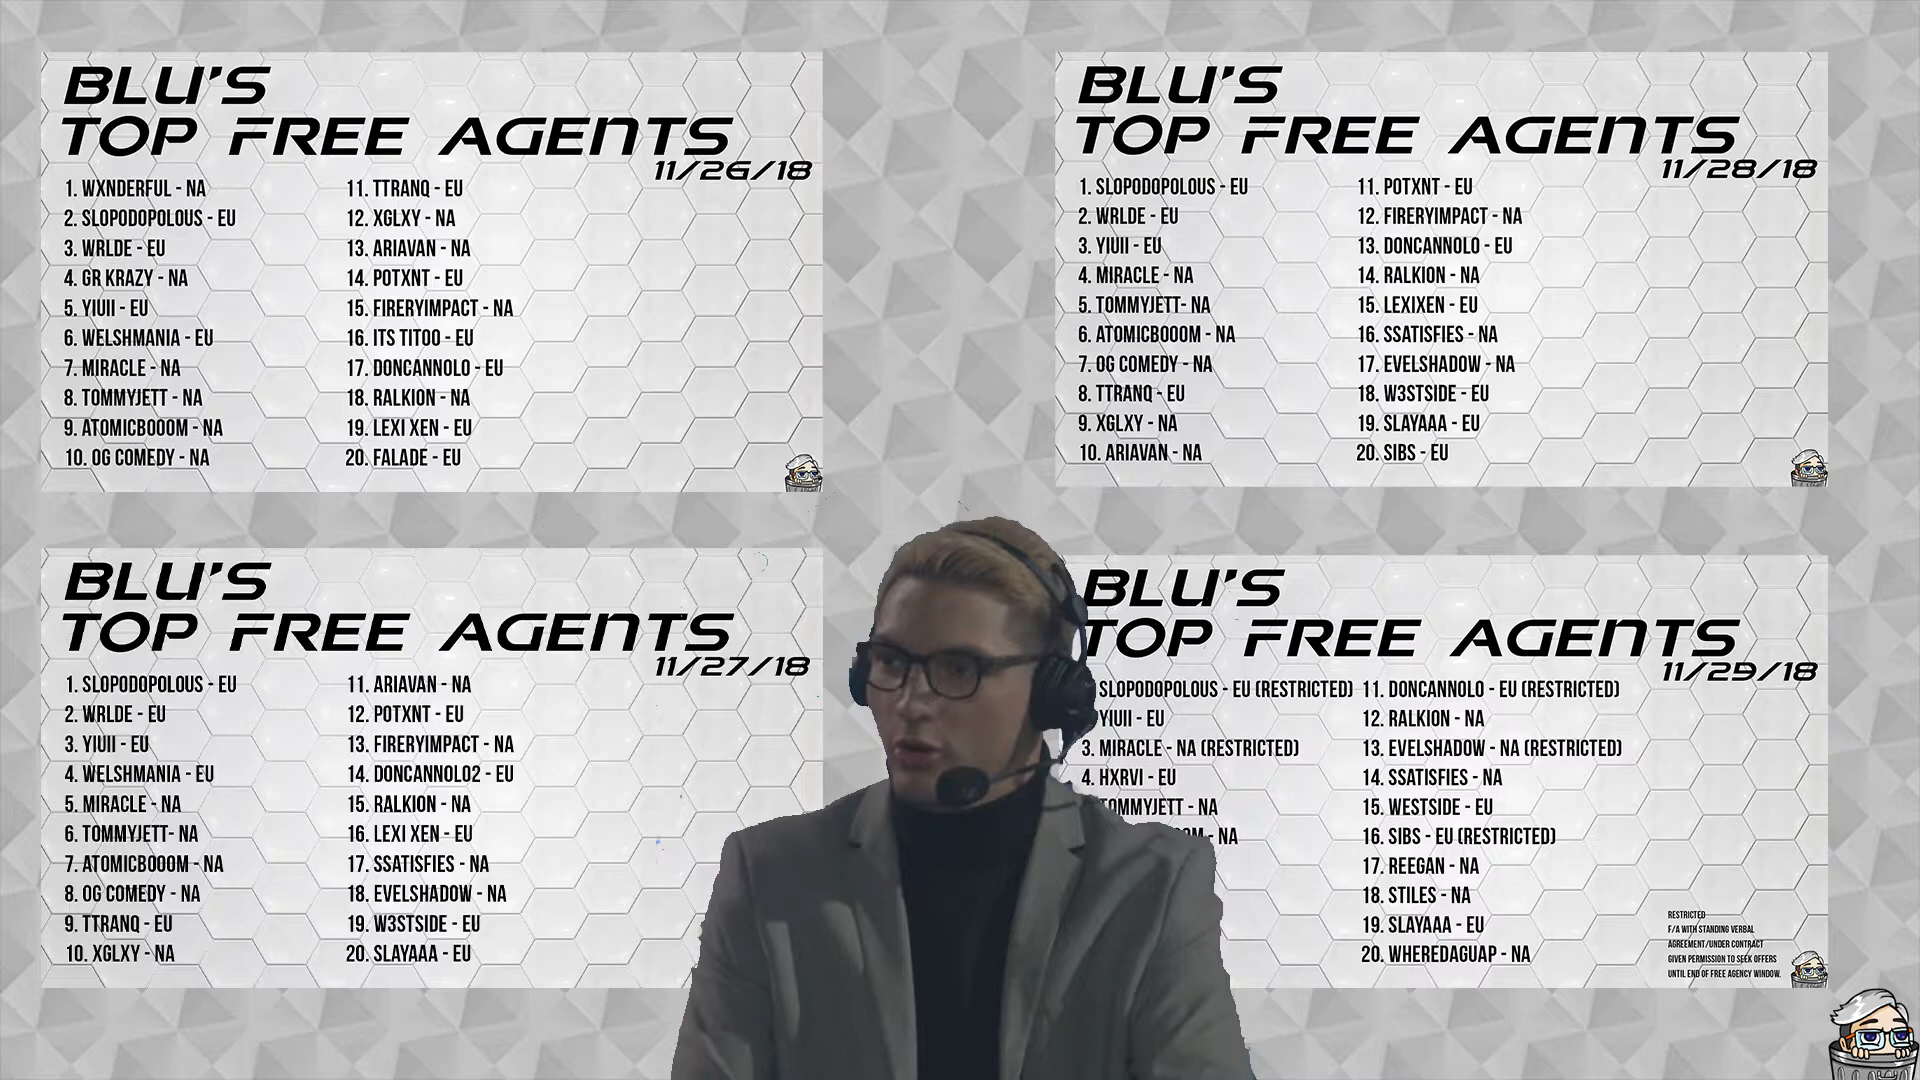 BLU'S
TOP FREE AGENTS
11/26/18
1. WXNDERFUL - NA
2. SLOPODOPOLOUS - EU
3. WRLDE - EU
4. GR KRAZY - NA
5. YIUII - EU
6. WELSHMANIA - EU
7. MIRACLE - NA
8. TOMMYJETT - NA
9. ATOMICBOOOM - NA
10. OG COMEDY - NA
11. TTRANQ - EU
12. XGLXY - NA
13. ARIAVAN - NA
14. POTXNT - EU
15. FIRERYIMPACT - NA
16. ITS TITOO - EU
17. DONCANNOLO - EU
18. RALKION - NA
19. LEXI XEN - EU
20. FALADE - EU
BLU'S
TOP FREE AGENTS
11/28/18
1. SLOPODOPOLOUS - EU
2. WRLDE - EU
3. YIUII - EU
4. MIRACLE - NA
5. TOMMYJETT- NA
6. ATOMICBOOOM - NA
7. OG COMEDY - NA
8. TTRANQ - EU
9. XGLXY - NA
10. ARIAVAN - NA
11. POTXNT - EU
12. FIRERYIMPACT - NA
13. DONCANNOLO - EU
14. RALKION - NA
15. LEXIXEN - EU
16. SSATISFIES - NA
17. EVELSHADOW - NA
18. W3STSIDE - EU
19. SLAYAAA - EU
20. SIBS - EU
BLU'S
TOP FREE AGENTS
11/27/18
1. SLOPODOPOLOUS - EU
2. WRLDE - EU
3. YIUII - EU
4. WELSHMANIA - EU
5. MIRACLE - NA
6. TOMMYJETT- NA
7. ATOMICBOOOM - NA
8. OG COMEDY - NA
9. TTRANQ - EU
10. XGLXY - NA
11. ARIAVAN - NA
12. POTXNT - EU
13. FIRERYIMPACT - NA
14. DONCANNOLO2 - EU
15. RALKION - NA
16. LEXI XEN - EU
17. SSATISFIES - NA
18. EVELSHADOW - NA
19. W3STSIDE - EU
20. SLAYAAA - EU
BLU'S
TOP FREE AGENTS
11/29/18
SLOPODOPOLOUS - EU (RESTRICTED)
YIUII - EU
3. MIRACLE - NA (RESTRICTED)
4. HXRVI - EU
TOMMYJETT - NA
- NA
11. DONCANNOLO - EU (RESTRICTED)
12. RALKION - NA
13. EVELSHADOW - NA (RESTRICTED)
14. SSATISFIES - NA
15. WESTSIDE - EU
16. SIBS - EU (RESTRICTED)
17. REEGAN - NA
18. STILES - NA
19. SLAYAAA - EU
20. WHEREDAGUAP - NA
RESTRICTED
F/A WITH STANDING VERBAL
AGREEMENT/UNDER CONTRACT
GIVEN PERMISSION TO SEEK OFFERS
UNTIL END OF FREE AGENCY WINDOW.